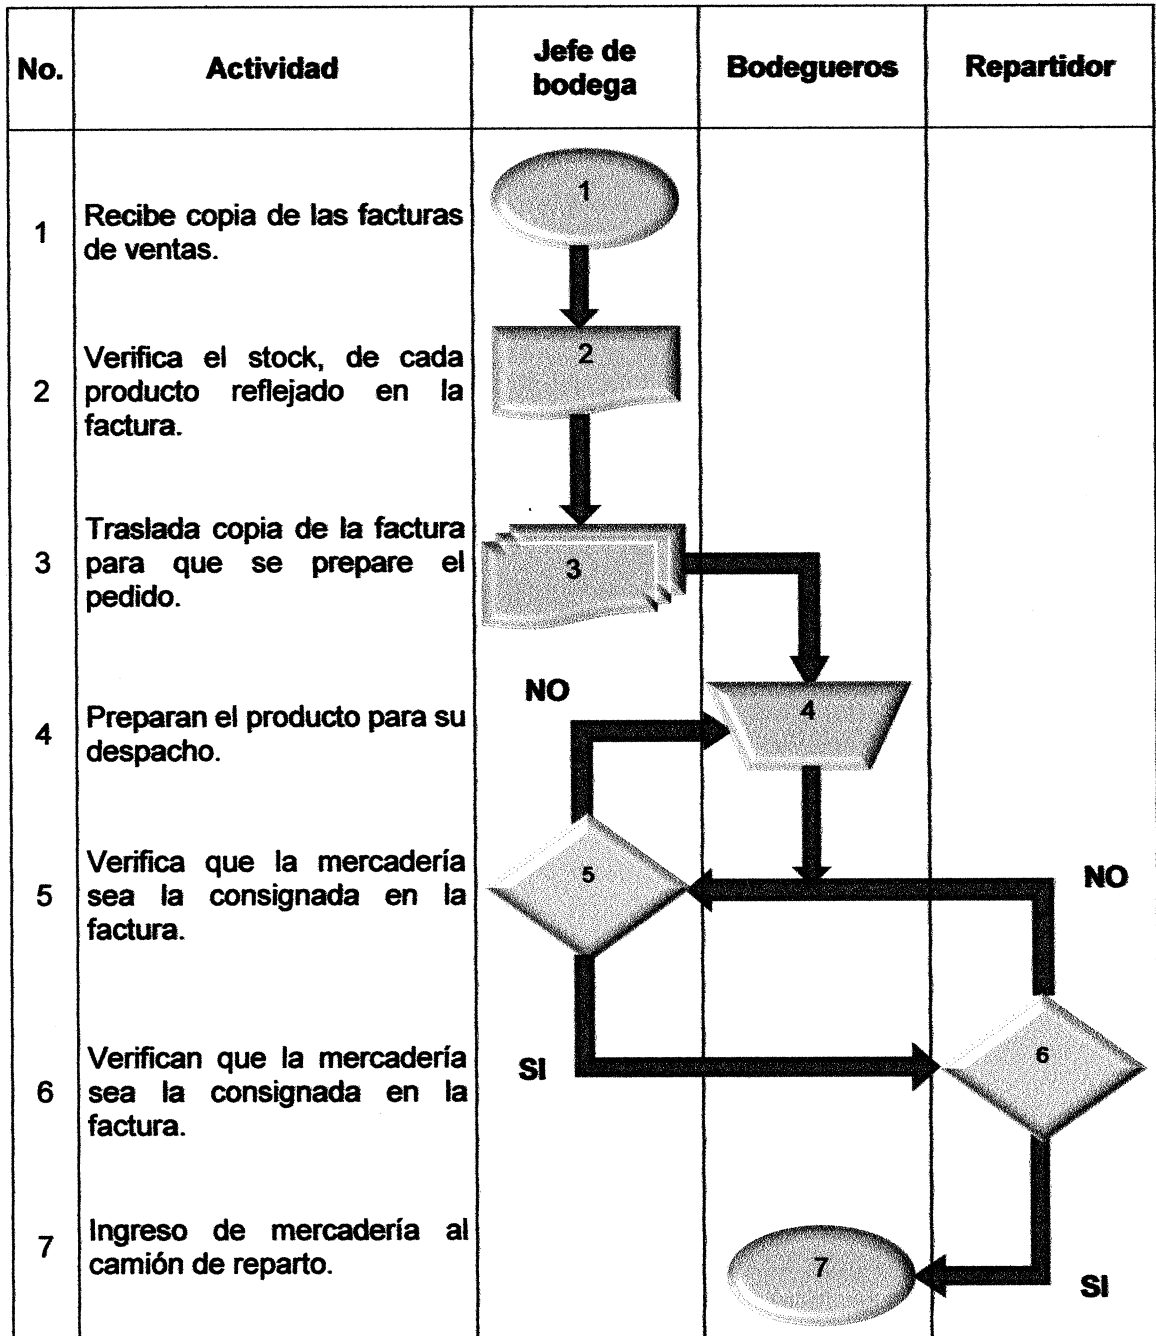 No.
Actividad
Jefe de
bodega
Bodegueros
Repartidor
1
Recibe copia de las facturas
de ventas.
1
2
Verifica el stock, de cada
producto reflejado en la
factura.
2
3
Traslada copia de la factura
para que se prepare el
pedido.
3
4
Preparan el producto para su
despacho.
NO
4
5
Verifica que la mercadería
sea la consignada en la
factura.
5
NO
6
Verifican que la mercadería
sea la consignada en la
factura.
SI
6
7
Ingreso de mercadería al
camión de reparto.
7
SI